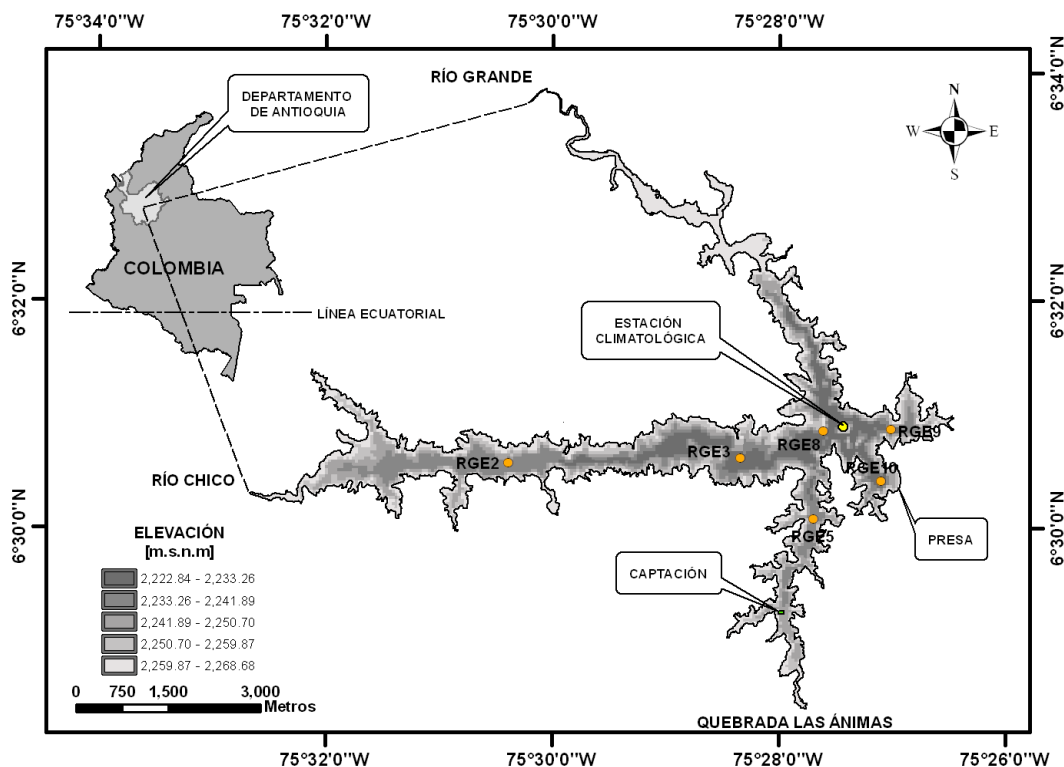 75°34'0''W 75°32'0''W 75°30'0''W 75°28'0''W
RÍO GRANDE
6°34'0''N
DEPARTAMENTO
DE ANTIOQUIA
N
W E
S
COLOMBIA
6°32'0''N
6°32'0''N
LÍNEA ECUATORIAL
ESTACIÓN
CLIMATOLÓGICA
RGE9
RGE8
RGE3
RGE2
RGE10
RÍO CHICO
6°30'0''N
6°30'0''N
RGE5
PRESA
ELEVACIÓN
[m.s.n.m]
CAPTACIÓN
2,222.84 - 2,233.26
2,233.26 - 2,241.89
2,241.89 - 2,250.70
2,250.70 - 2,259.87
2,259.87 - 2,268.68
0 750 1,500 3,000
Metros
QUEBRADA LAS ÁNIMAS
75°32'0''W 75°30'0''W 75°28'0''W 75°26'0''W